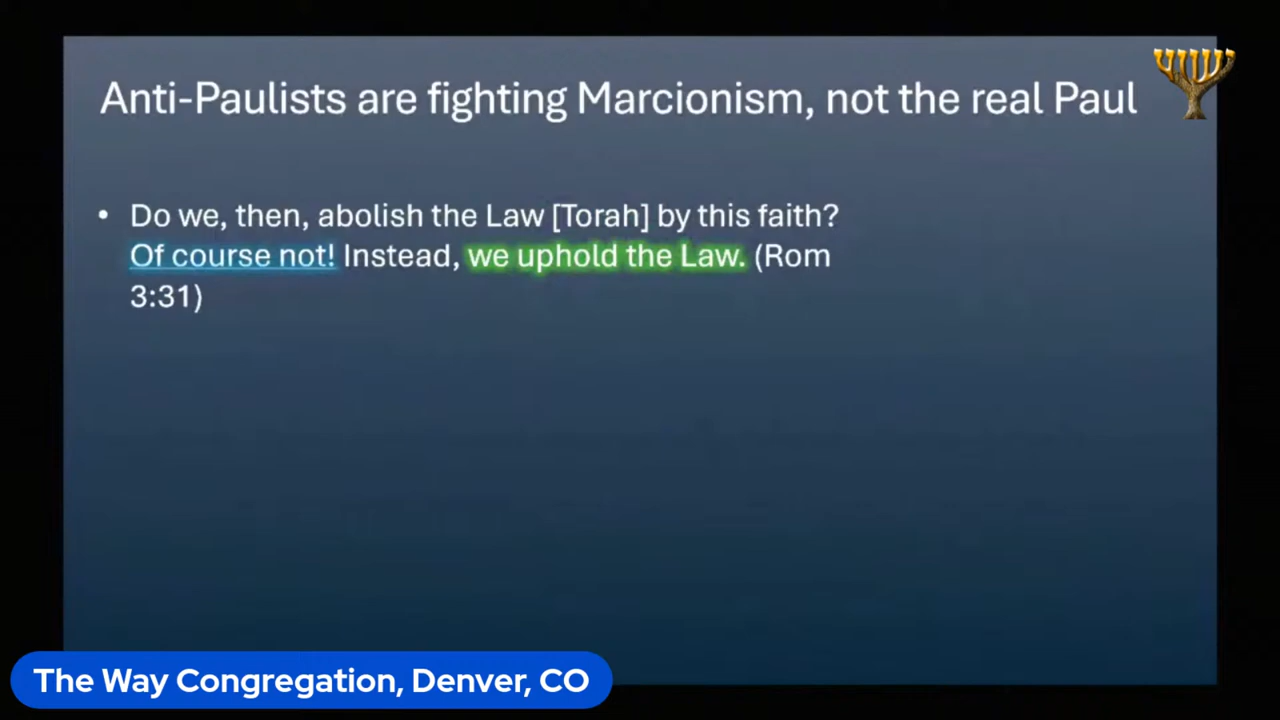 Anti-Paulists are fighting Marcionism, not the real Paul
ישוע
• Do we, then, abolish the Law [Torah] by this faith?
Of course not! Instead, we uphold the Law. (Rom
3:31)
The Way Congregation, Denver, CO